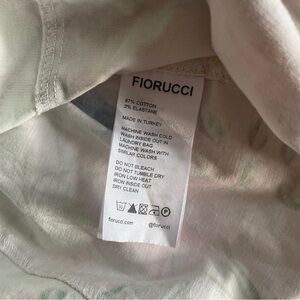 FIORUCCI
97% COTTON
3% ELASTANE
MADE IN TURKEY
MACHINE WASH COLD
WASH INSIDE OUT IN
LAUNDRY BAG
MACHINE WASH WITH
SIMILAR COLORS
DO NOT BLEACH
DO NOT TUMBLE DRY
IRON LOW HEAT
IRON INSIDE OUT
DRY CLEAN
fiorucci.com @fiorucci